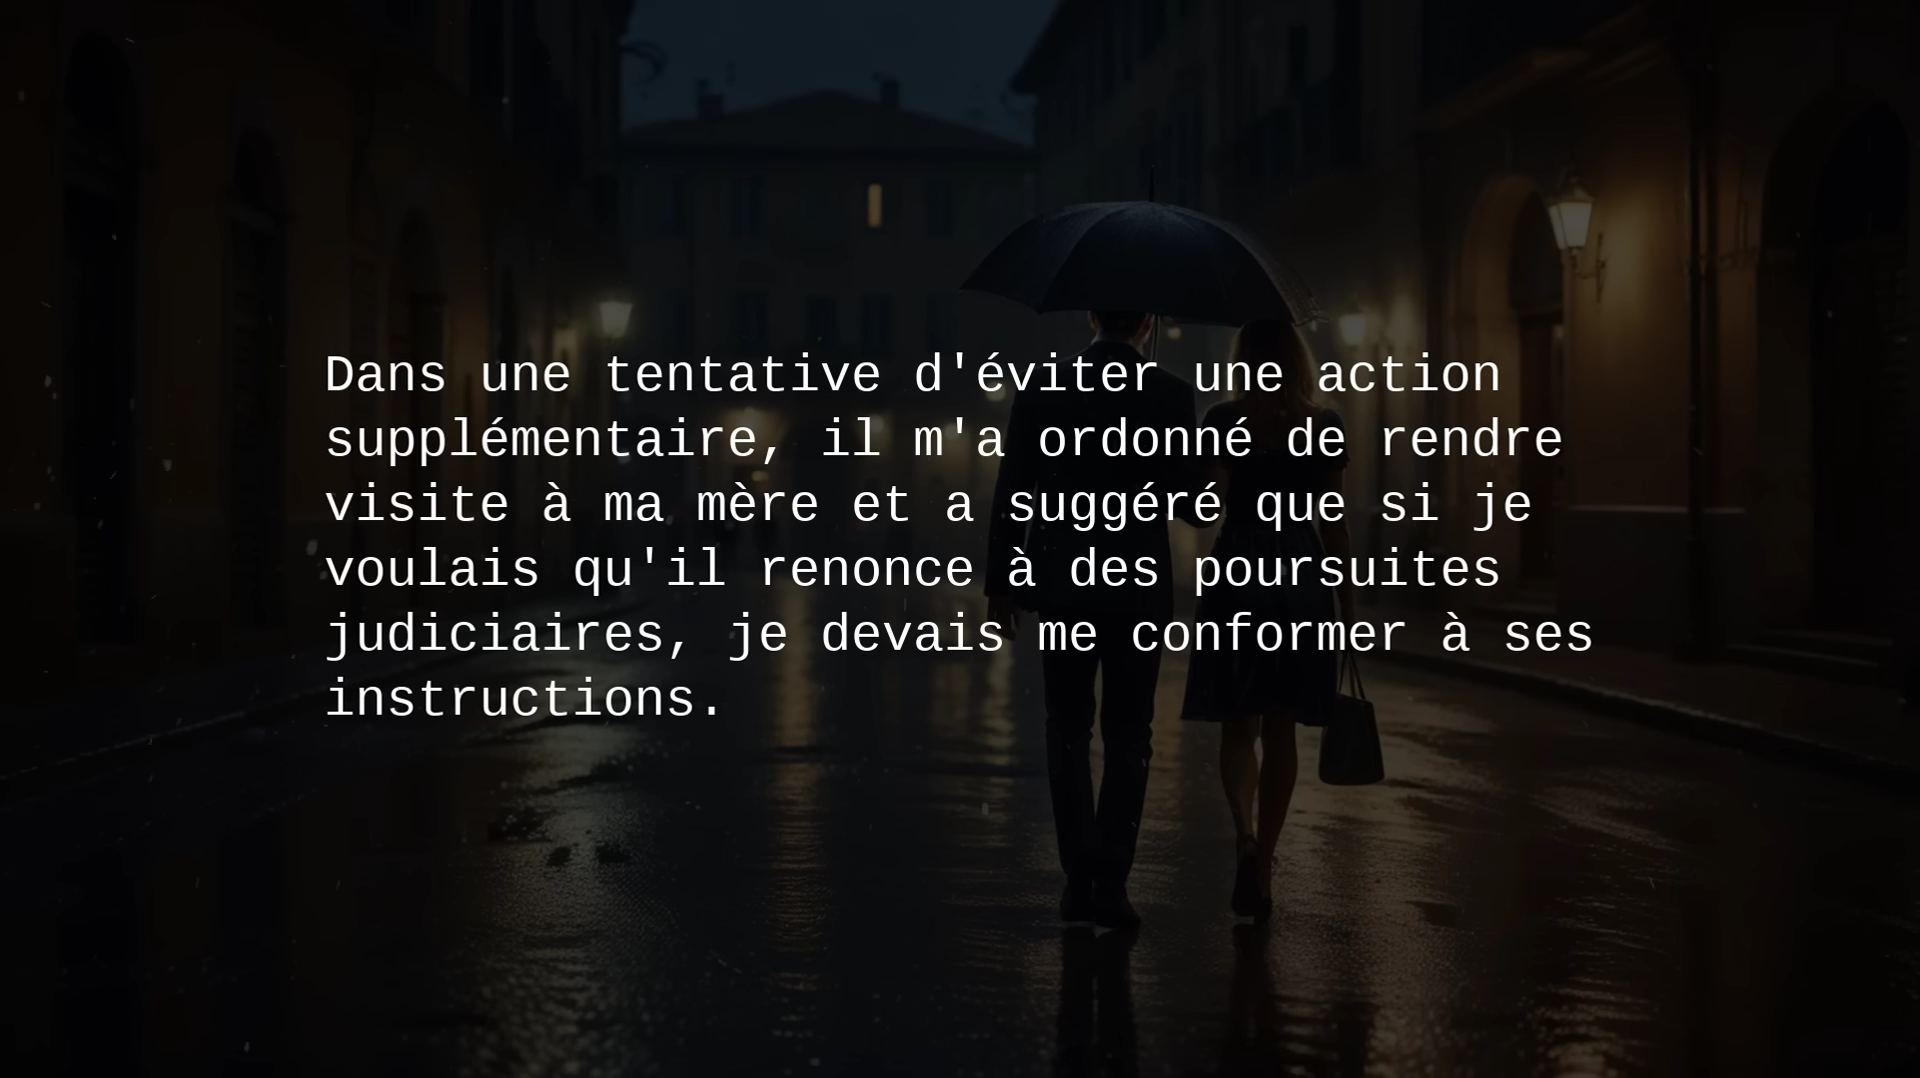 Dans une tentative d'éviter une action
supplémentaire, il m'a ordonné de rendre
visite à ma mère et a suggéré que si je
voulais qu'il renonce à des poursuites
judiciaires, je devais me conformer à ses
instructions.